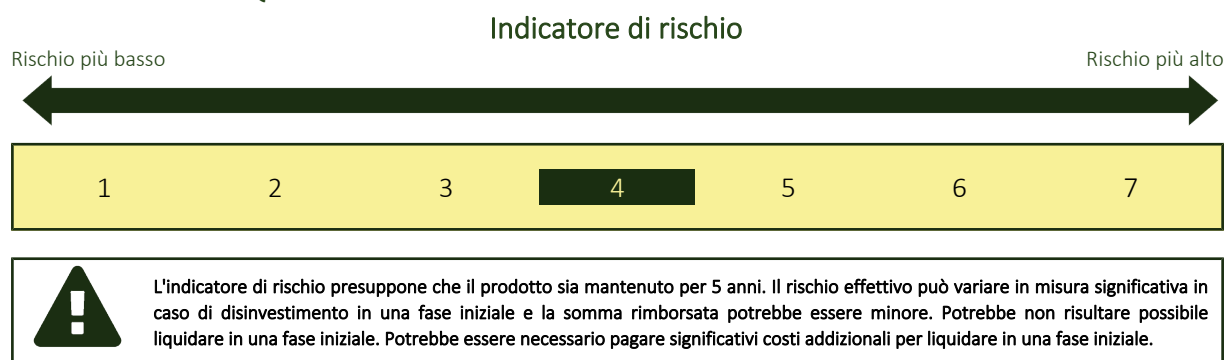 Indicatore di rischio
Rischio più basso
Rischio più alto
1 2 3 4 5 6 7
L'indicatore di rischio presuppone che il prodotto sia mantenuto per 5 anni. Il rischio effettivo può variare in misura significativa in
caso di disinvestimento in una fase iniziale e la somma rimborsata potrebbe essere minore. Potrebbe non risultare possibile
liquidare in una fase iniziale. Potrebbe essere necessario pagare significativi costi addizionali per liquidare in una fase iniziale.